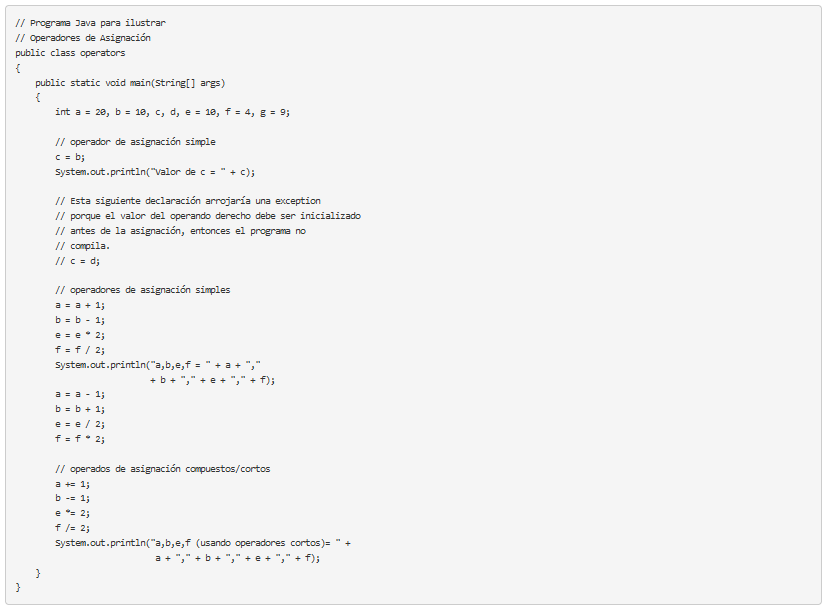 // Programa Java para ilustrar
// Operadores de Asignación
public class operators
{
    public static void main(String[] args)
    {
        int a = 20, b = 10, c, d, e = 10, f = 4, g = 9;

        // operador de asignación simple
        c = b;
        System.out.println("Valor de c = " + c);

        // Esta siguiente declaración arrojaría una exception
        // porque el valor del operando derecho debe ser inicializado
        // antes de la asignación, entonces el programa no
        // compila.
        // c = d;

        // operadores de asignación simples
        a = a + 1;
        b = b - 1;
        e = e * 2;
        f = f / 2;
        System.out.println("a,b,e,f = " + a + ","
                           + b + "," + e + "," + f);
        a = a - 1;
        b = b + 1;
        e = e / 2;
        f = f * 2;

        // operados de asignación compuestos/cortos
        a += 1;
        b -= 1;
        e *= 2;
        f /= 2;
        System.out.println("a,b,e,f (usando operadores cortos)= " +
                            a + "," + b + "," + e + "," + f);
    }
}